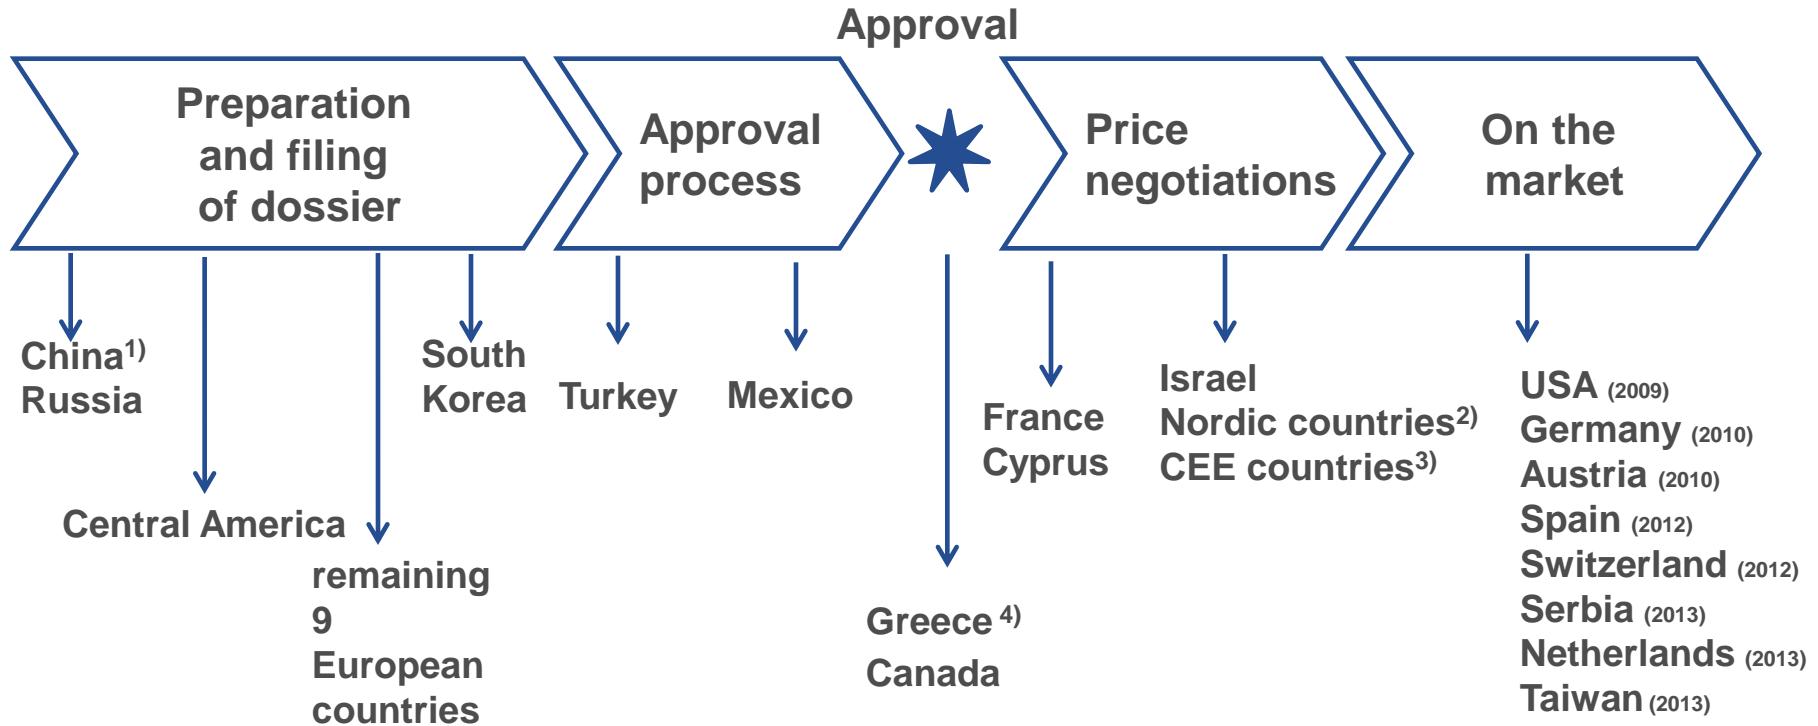 Approval
Preparation
and filing
of dossier
Approval
process
Price
negotiations
On the
market
China1)
Russia
Central America
remaining
9
European
countries
South
Korea
Turkey
Mexico
Greece 4)
Canada
France
Cyprus
Israel
Nordic countries2)
CEE countries3)
USA (2009)
Germany (2010)
Austria (2010)
Spain (2012)
Switzerland (2012)
Serbia (2013)
Netherlands (2013)
Taiwan (2013)